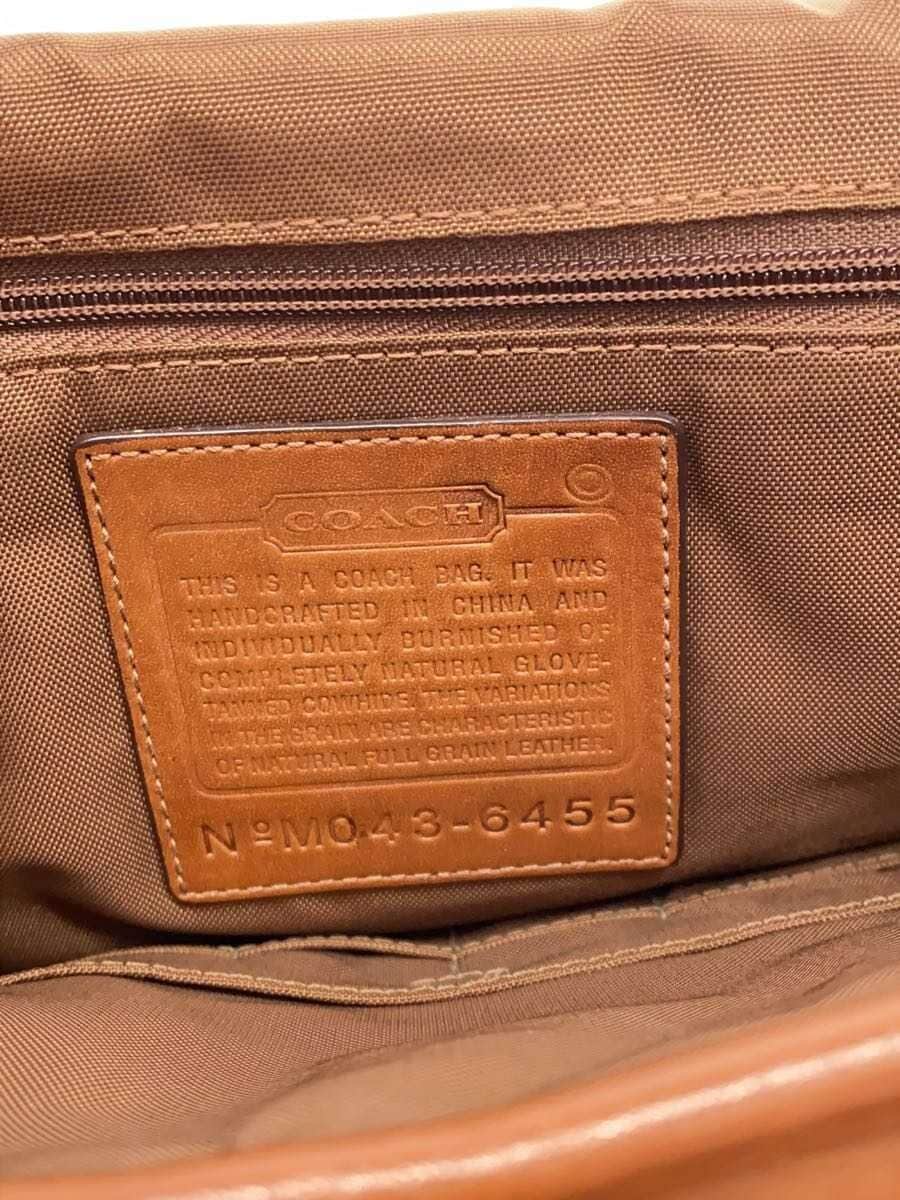 COACH
THIS IS A COACH BAG. IT WAS
HANDCRAFTED IN CHINA AND
INDIVIDUALLY BURNISHED OF
COMPLETELY NATURAL GLOVE-
TANNED COWHIDE. THE VARIATIONS
IN THE GRAIN ARE CHARACTERISTIC
OF NATURAL FULL GRAIN LEATHER.
NºM043-6455